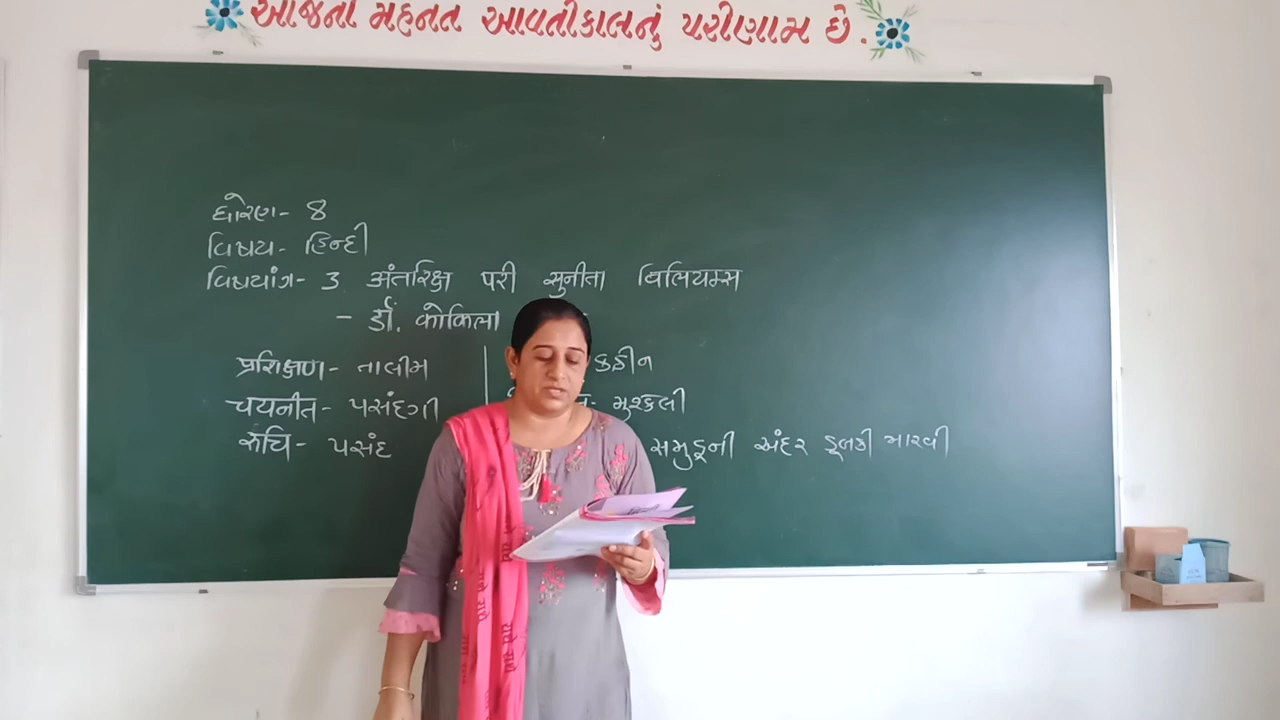 આજની મહેનત આવતીકાલનું પરીણામ છે.
ધોરણ- 8
વિષય- હિન્દી
વિષયાંગ- 3 अंतरिक्ष परी सुनीता विलियम्स
- डॉ. कोकिला
प्रशिक्षण- તાલીમ
કઠીન
चयनीत- પસંદગી
મુશ્કેલી
रुचि- પસંદ
સમુદ્રની અંદર ડૂબકી મારવી